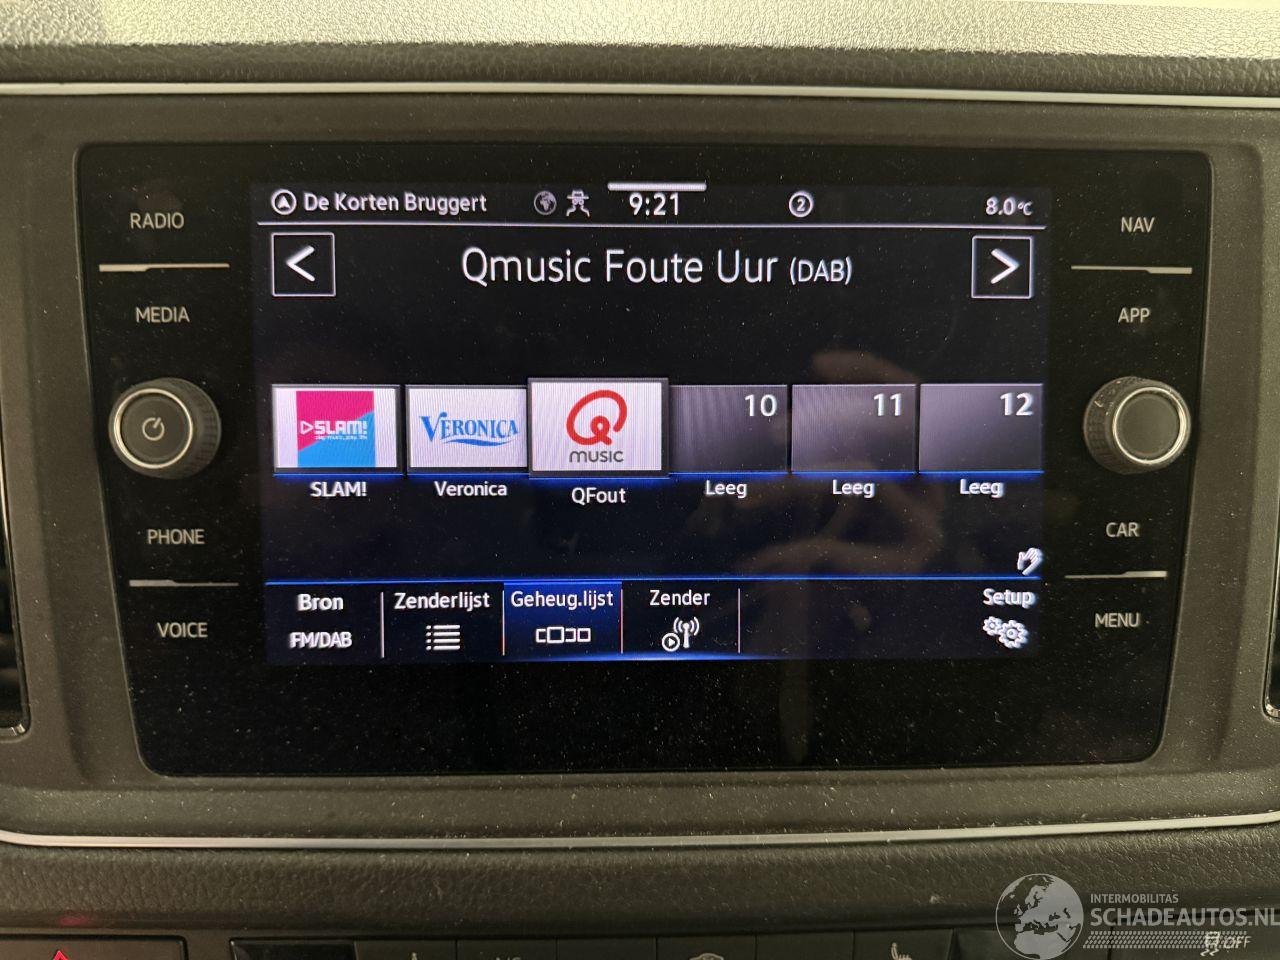 RADIO
MEDIA
PHONE
VOICE
De Korten Bruggert 9:21 2 8.0°C
< Qmusic Foute Uur (DAB) >
SLAM!
VERONICA
Q
music
10
11
12
SLAM!
Veronica
QFout
Leeg
Leeg
Leeg
Bron
FM/DAB
Zenderlijst
Geheug.lijst
Zender
Setup
NAV
APP
CAR
MENU
INTERMOBILITAS
SCHADEAUTOS.NL
OFF